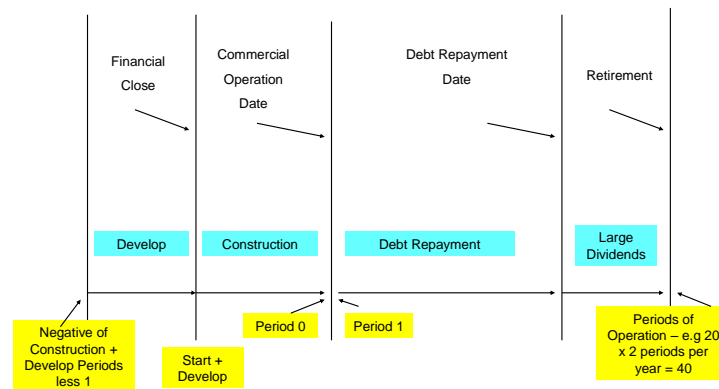 Financial
Close
Commercial
Operation
Date
Debt Repayment
Date
Retirement
Develop
Construction
Debt Repayment
Large
Dividends
Negative of
Construction +
Develop Periods
less 1
Start +
Develop
Period 0
Period 1
Periods of
Operation – e.g 20
x 2 periods per
year = 40